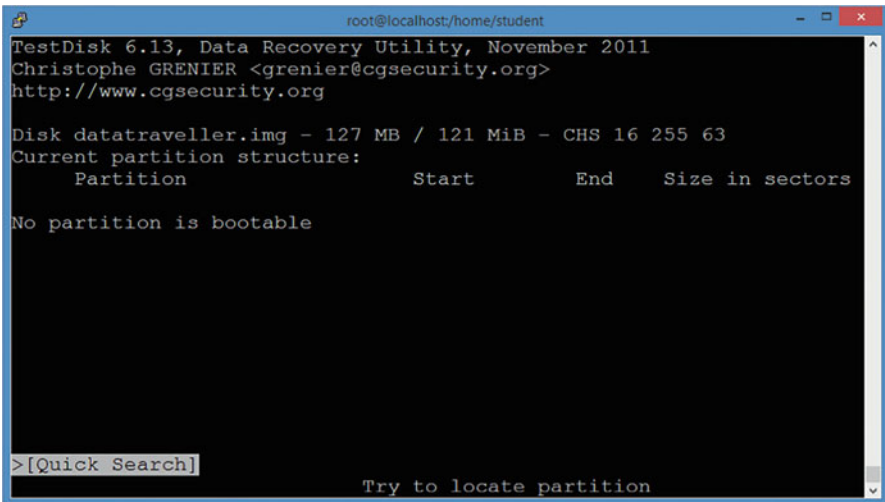 root@localhost:/home/student
TestDisk 6.13, Data Recovery Utility, November 2011
Christophe GRENIER <grenier@cgsecurity.org>
http://www.cgsecurity.org
Disk datatraveller.img - 127 MB / 121 MiB - CHS 16 255 63
Current partition structure:
Partition Start End Size in sectors
No partition is bootable
>[Quick Search]
Try to locate partition